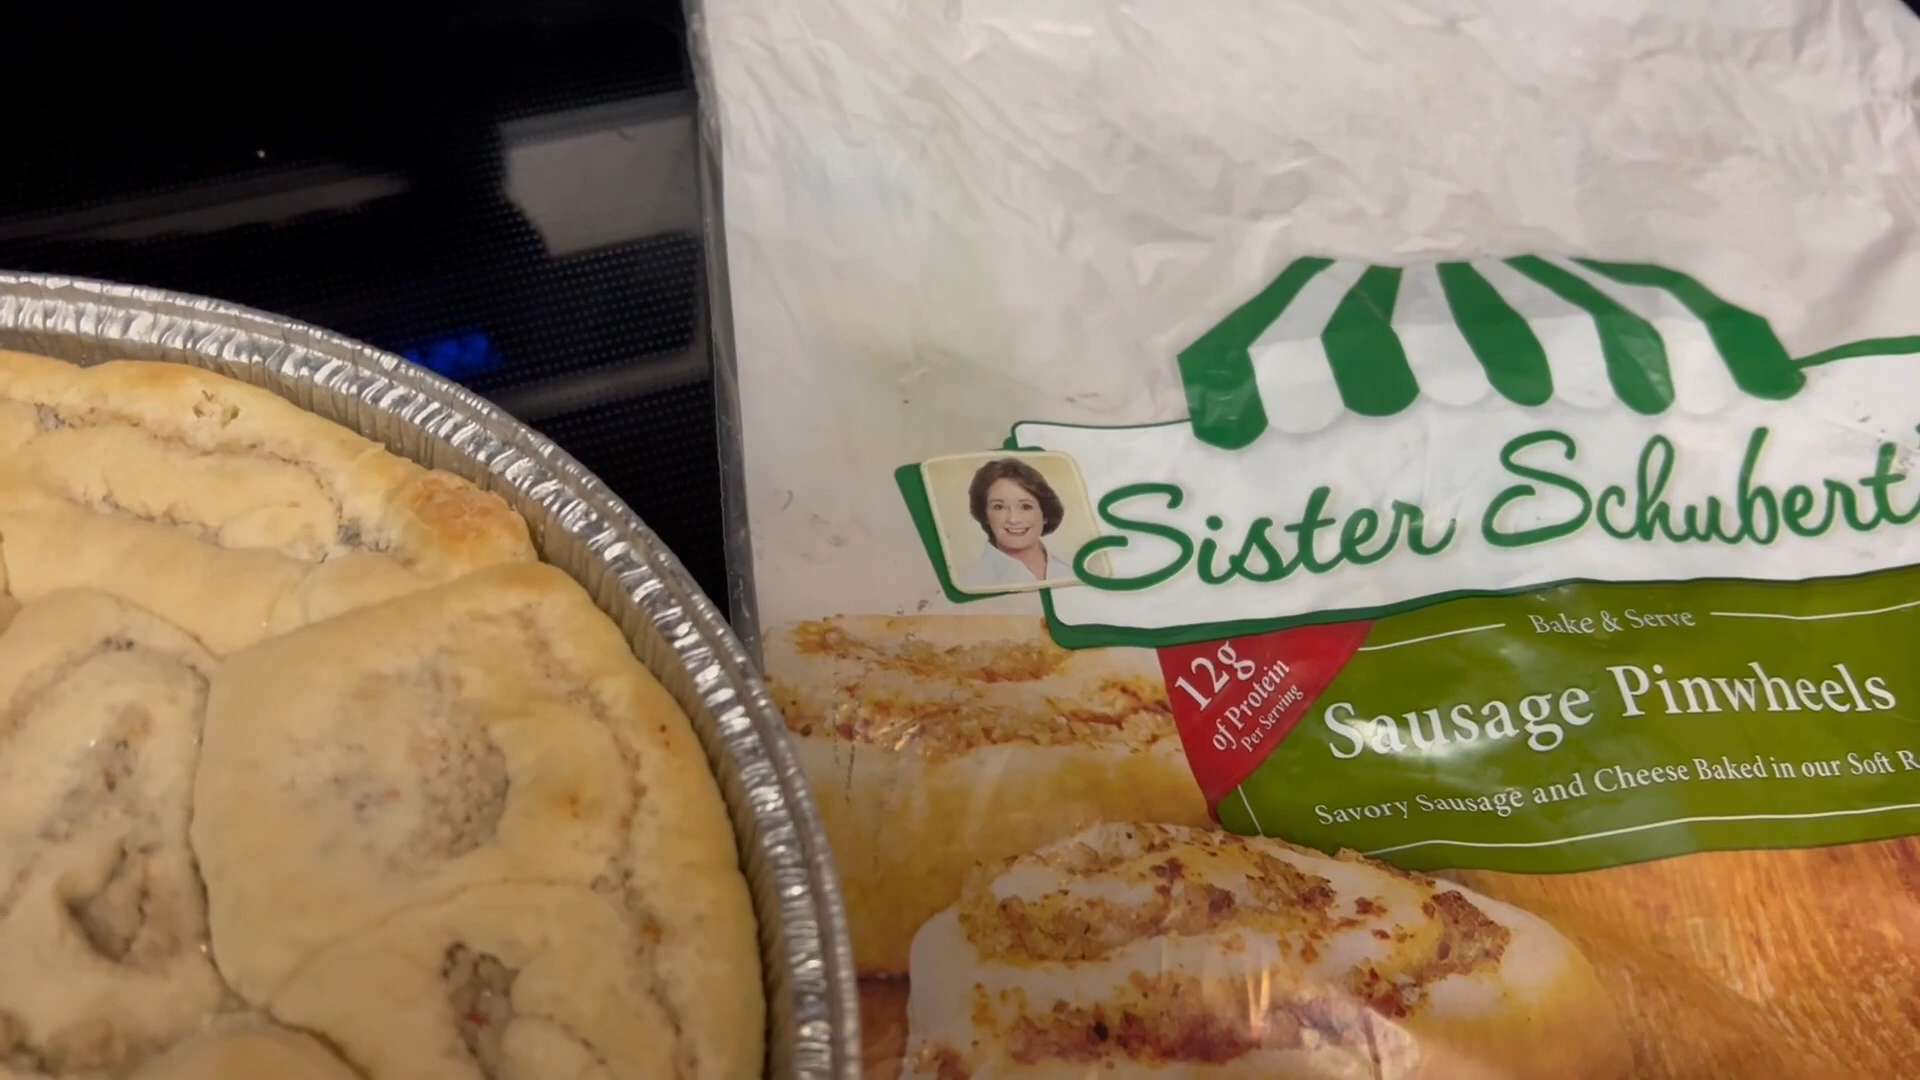 Sister Schubert's
Bake & Serve
12g
of Protein
Per Serving
Sausage Pinwheels
Savory Sausage and Cheese Baked in our Soft R